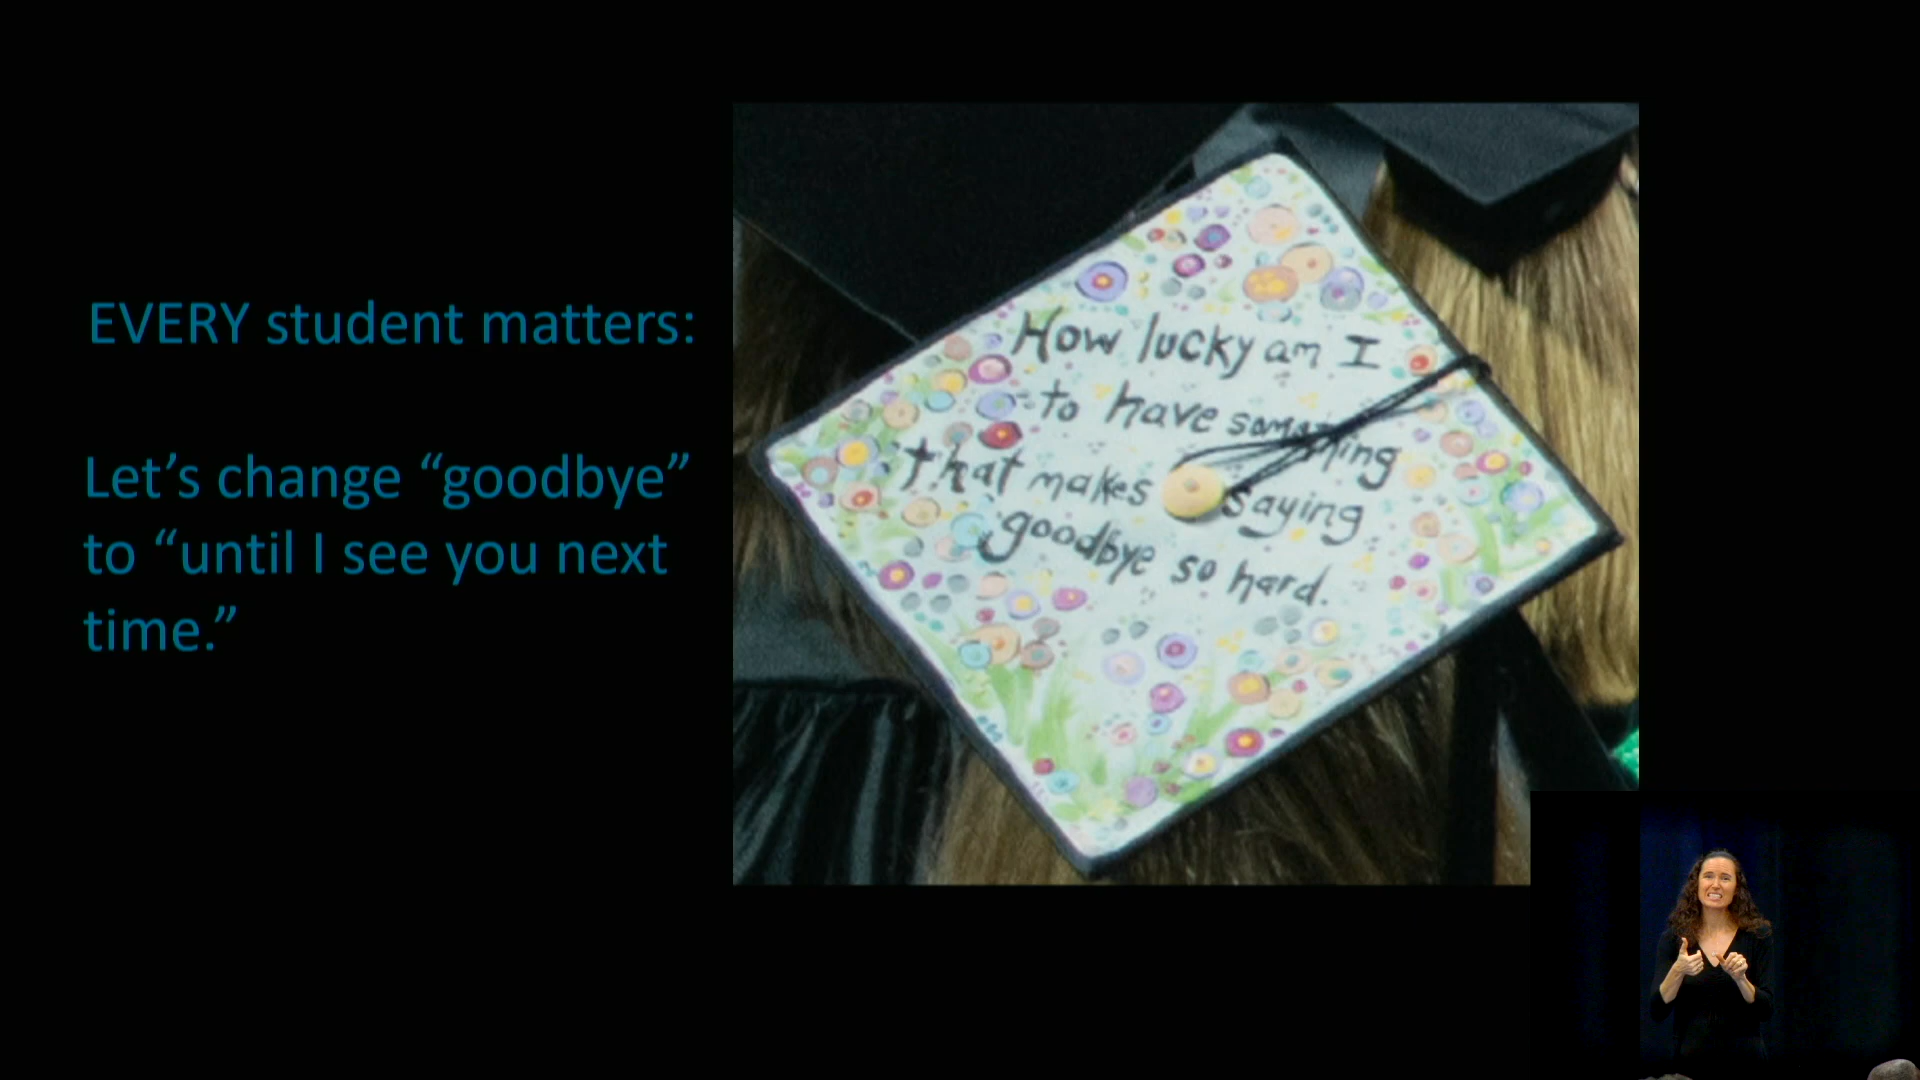 EVERY student matters:
Let’s change “goodbye”
to “until I see you next
time.”
How lucky am I
to have something
that makes saying
goodbye so hard.